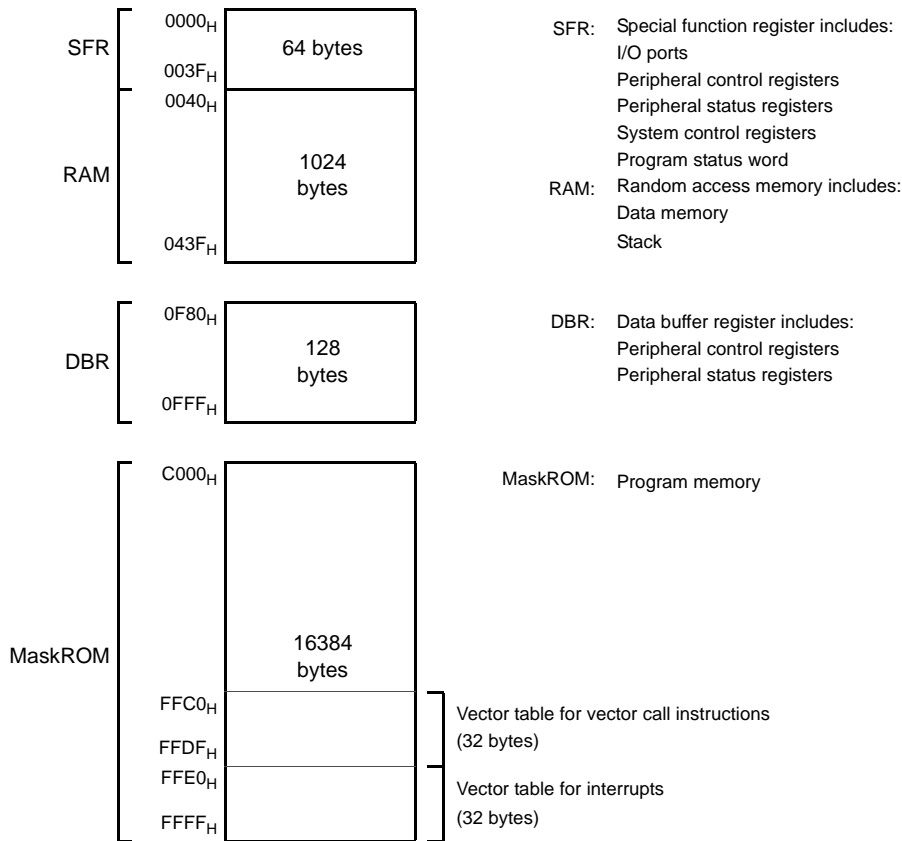 0000H
SFR
64 bytes
003FH
0040H
RAM
1024
bytes
043FH
SFR: Special function register includes:
I/O ports
Peripheral control registers
Peripheral status registers
System control registers
Program status word
RAM: Random access memory includes:
Data memory
Stack
0F80H
DBR
128
bytes
0FFFH
DBR: Data buffer register includes:
Peripheral control registers
Peripheral status registers
C000H
MaskROM: Program memory
MaskROM
16384
bytes
FFC0H
FFDFH
Vector table for vector call instructions
(32 bytes)
FFE0H
FFFFH
Vector table for interrupts
(32 bytes)